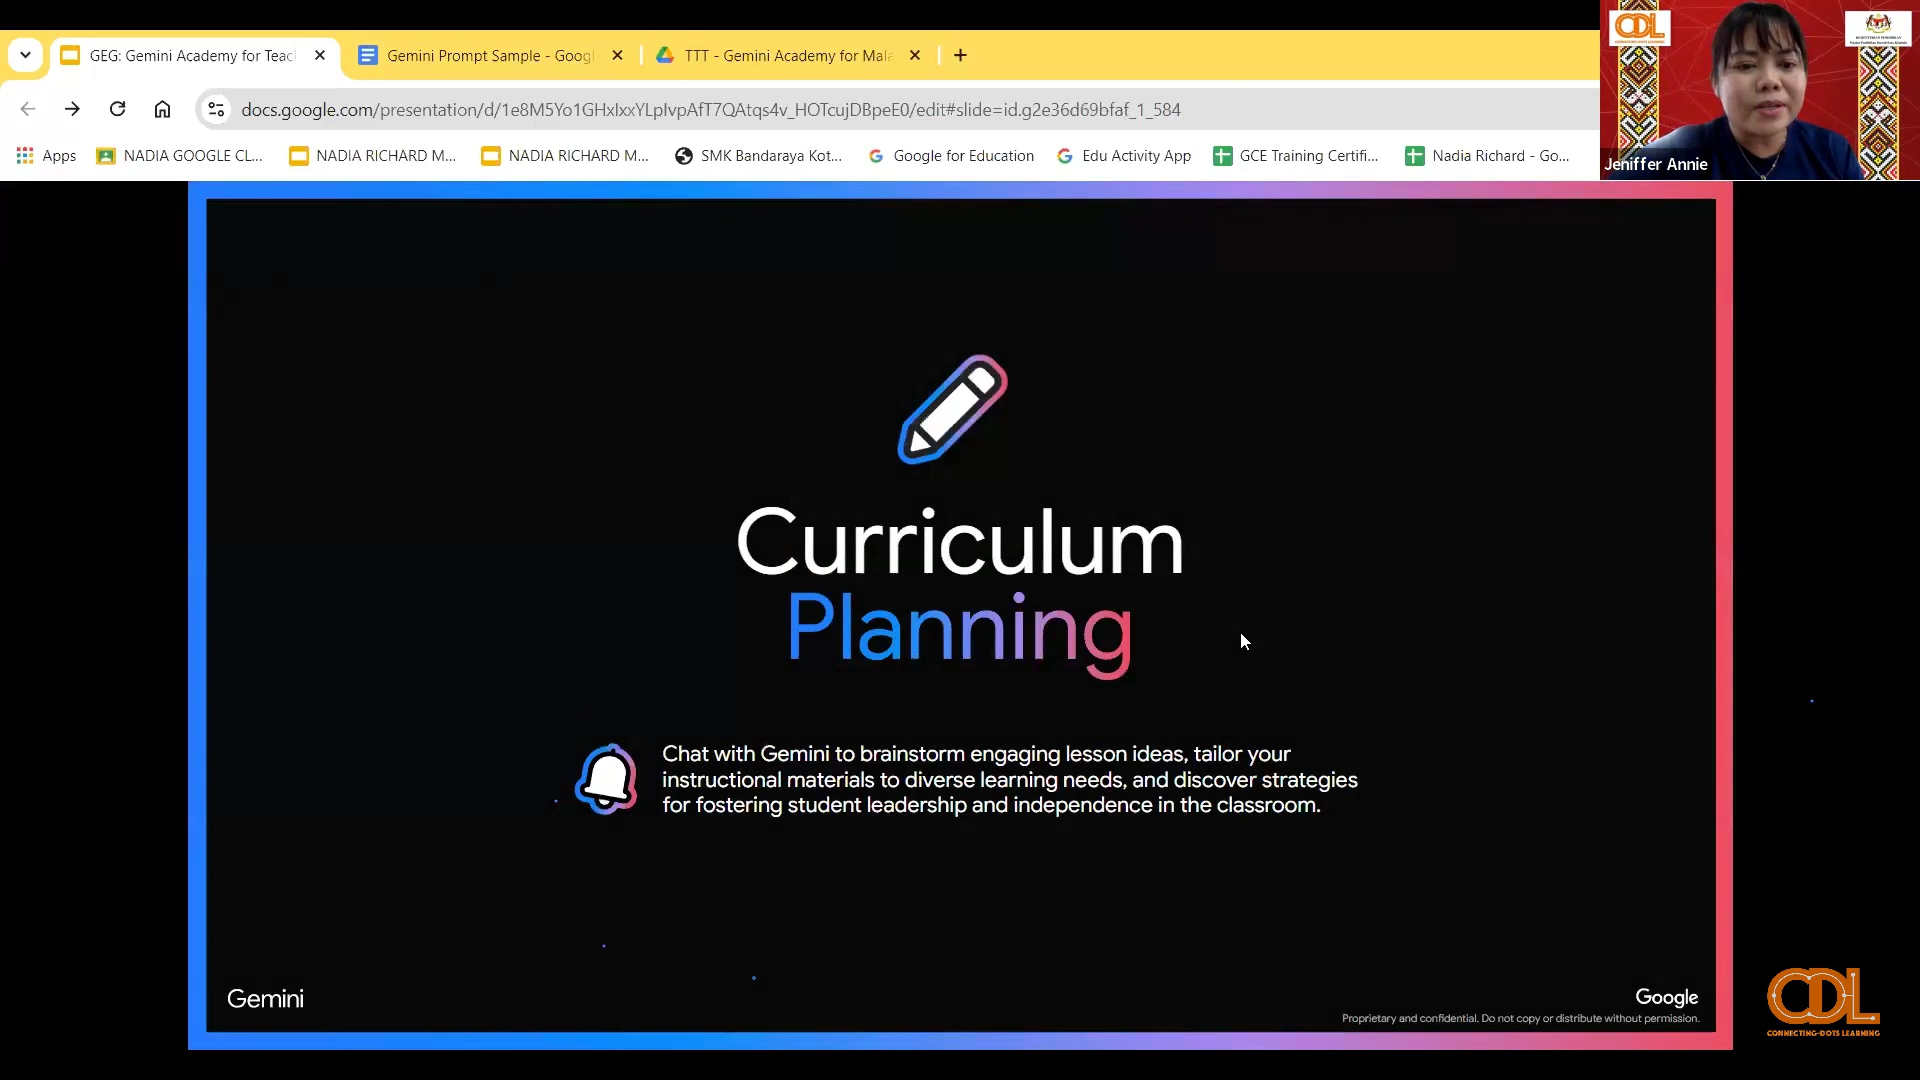 GEG: Gemini Academy for Teac
Gemini Prompt Sample - Googl
TTT - Gemini Academy for Mala
docs.google.com/presentation/d/1e8M5Yo1GHxIxxYLpIvpAfT7QAtqs4v_HOTcujDBpeE0/edit#slide=id.g2e36d69bfaf_1_584
Apps
NADIA GOOGLE CL...
NADIA RICHARD M...
NADIA RICHARD M...
SMK Bandaraya Kot...
Google for Education
Edu Activity App
GCE Training Certifi...
Nadia Richard - Go...
CDL
Jeniffer Annie
Curriculum
Planning
Chat with Gemini to brainstorm engaging lesson ideas, tailor your
instructional materials to diverse learning needs, and discover strategies
for fostering student leadership and independence in the classroom.
Gemini
Google
Proprietary and confidential. Do not copy or distribute without permission.
CDL
CONNECTING-DOTS LEARNING